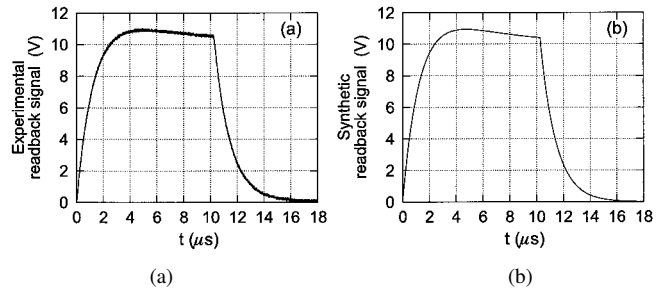 12
10
8
6
4
2
0
Experimental
readback signal (V)
(a)
0 2 4 6 8 10 12 14 16 18
t (μs)
(a)
12
10
8
6
4
2
0
Synthetic
readback signal (V)
(b)
0 2 4 6 8 10 12 14 16 18
t (μs)
(b)